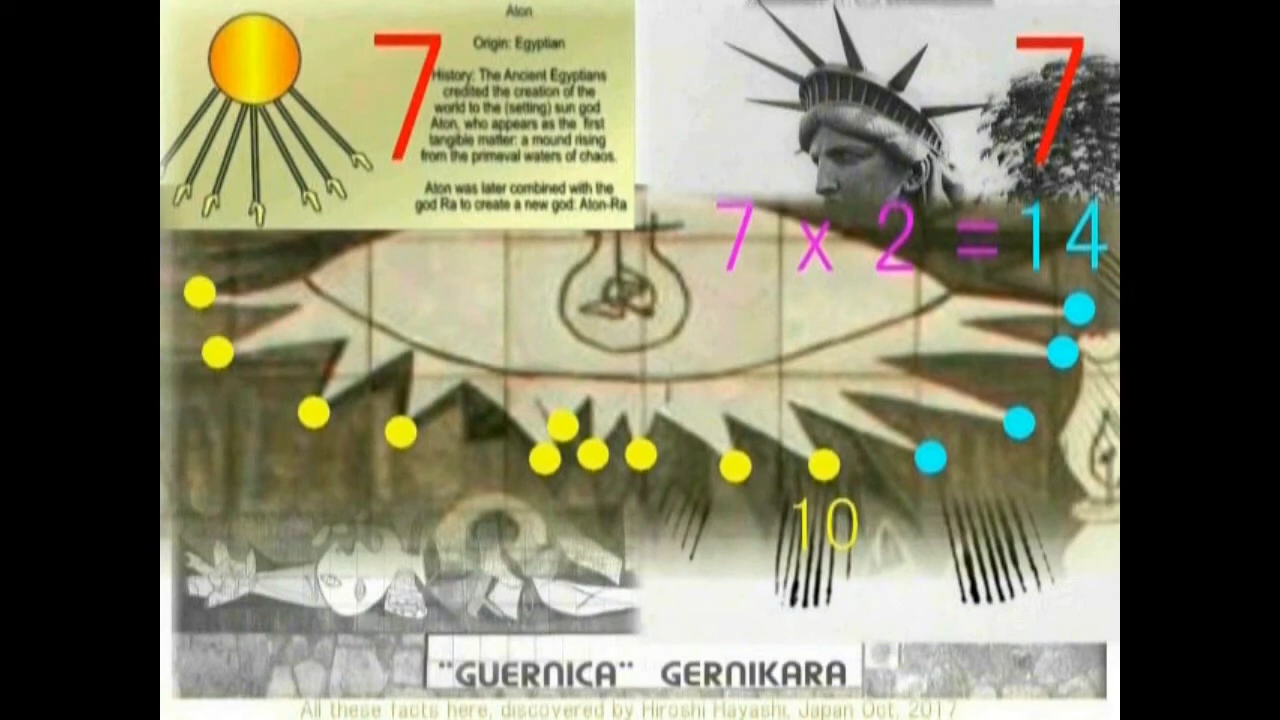 Aton
Origin: Egyptian
History: The Ancient Egyptians
credited the creation of the
world to the (setting) sun god
Aton, who appears as the first
tangible matter: a mound rising
from the primeval waters of chaos.
Aton was later combined with the
god Ra to create a new god: Aton-Ra
7
7
7 x 2 = 14
10
"GUERNICA" GERNIKARA
All these facts here, discovered by Hiroshi Hayashi, Japan Oct, 2017